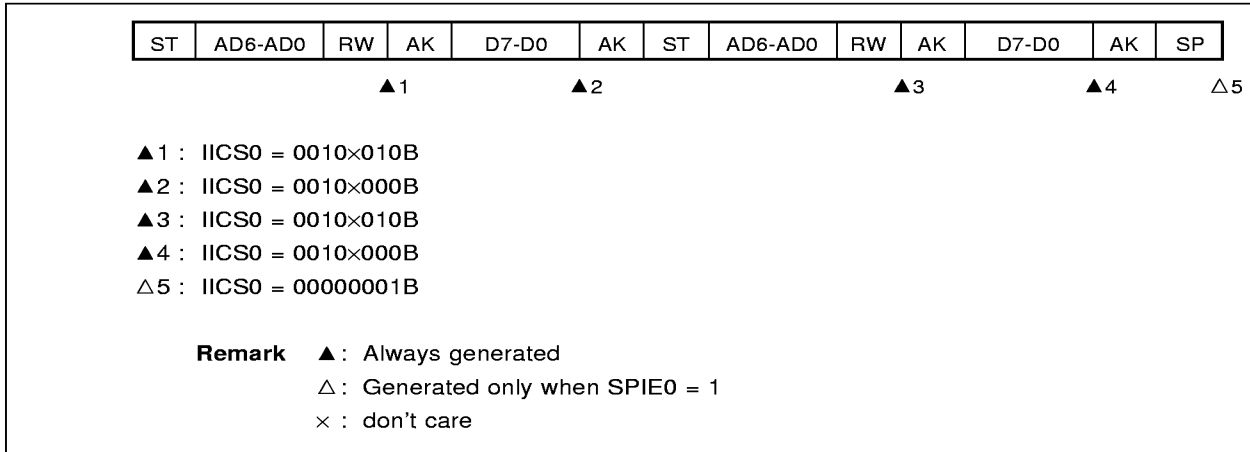 ST AD6-AD0 RW AK D7-D0 AK ST AD6-AD0 RW AK D7-D0 AK SP
▲1 ▲2 ▲3 ▲4 △5
▲1 : IICS0 = 0010×010B
▲2 : IICS0 = 0010×000B
▲3 : IICS0 = 0010×010B
▲4 : IICS0 = 0010×000B
△5 : IICS0 = 00000001B
Remark ▲ : Always generated
△ : Generated only when SPIE0 = 1
× : don't care